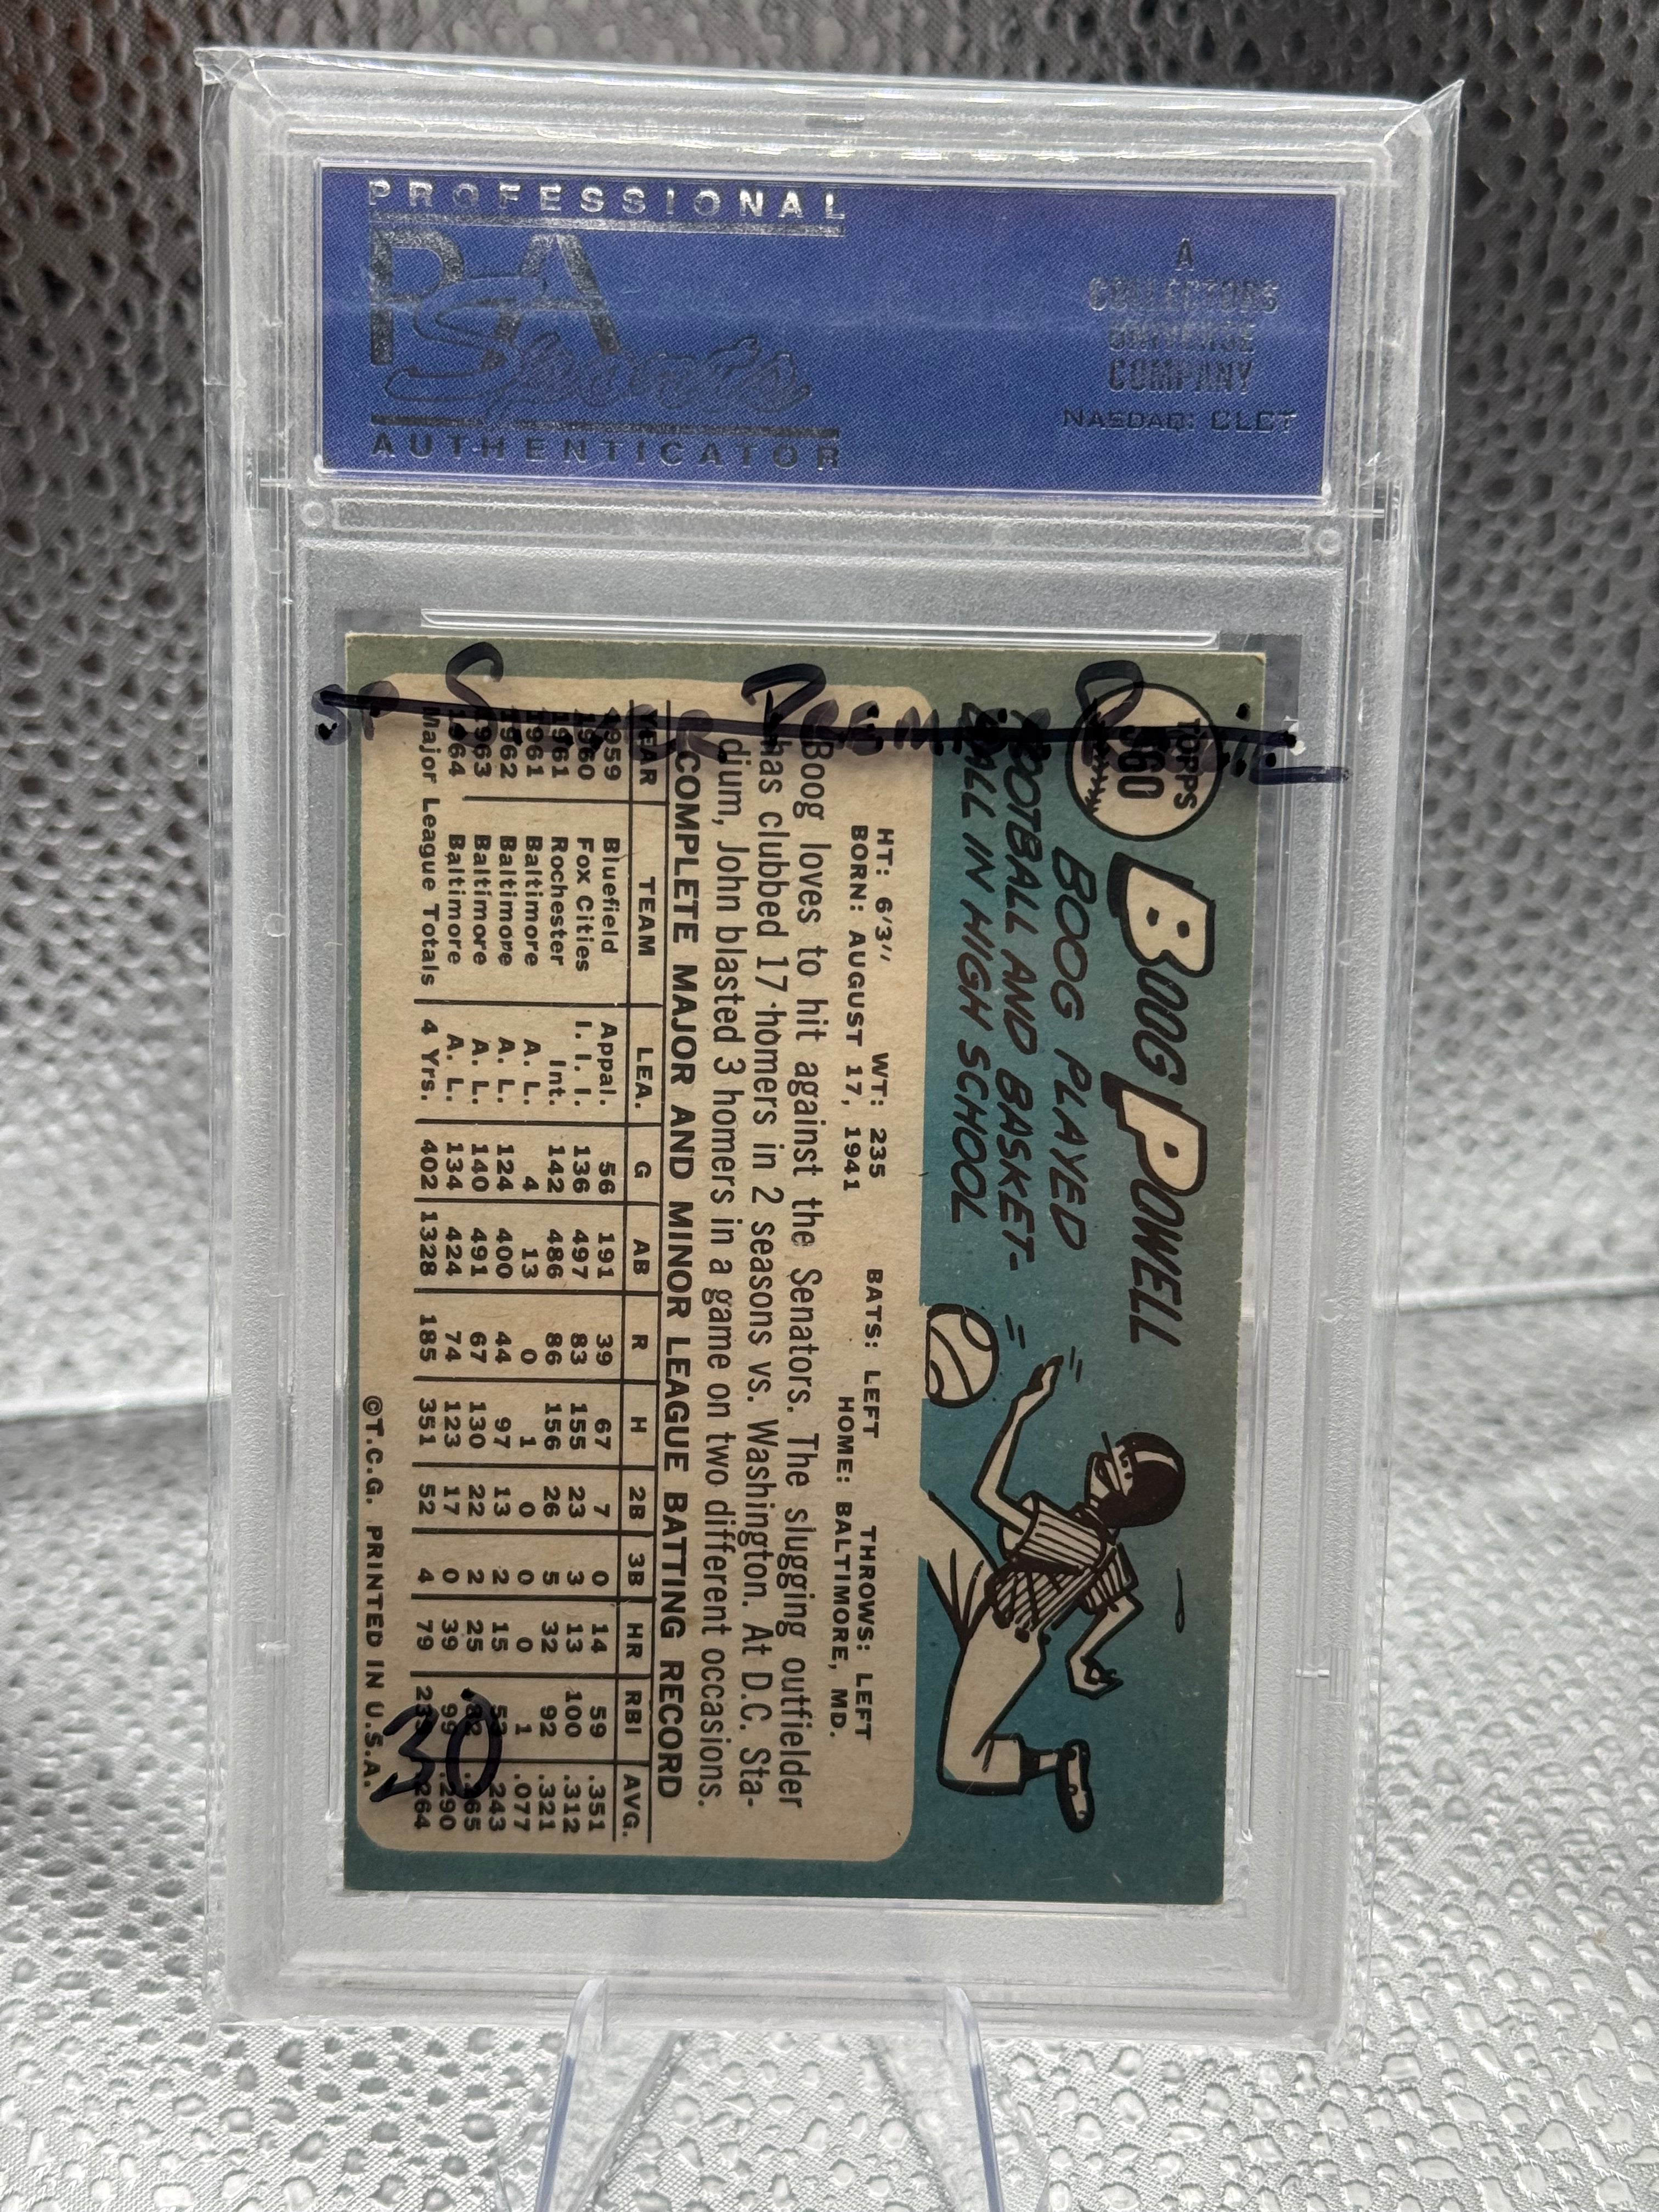 PROFESSIONAL
PSA
Sports
AUTHENTICATOR
A
COLLECTORS
UNIVERSE
COMPANY
NASDAQ: CLCT
TOPPS
360
BOOG POWELL
BOOG PLAYED
FOOTBALL AND BASKET-
BALL IN HIGH SCHOOL
HT: 6'3" WT: 235 BATS: LEFT THROWS: LEFT
BORN: AUGUST 17, 1941 HOME: BALTIMORE, MD.
Boog loves to hit against the Senators. The slugging outfielder
has clubbed 17 homers in 2 seasons vs. Washington. At D.C. Sta-
dium, John blasted 3 homers in a game on two different occasions.
COMPLETE MAJOR AND MINOR LEAGUE BATTING RECORD
YEAR TEAM LEA. G AB R H 2B 3B HR RBI AVG.
1959 Bluefield Appal. 56 191 39 67 7 0 14 59 .351
1960 Fox Cities I. I. I. 136 497 83 155 23 3 13 100 .312
1961 Rochester Int. 142 486 86 156 26 5 32 92 .321
1961 Baltimore A. L. 4 13 0 1 0 0 0 1 .077
1962 Baltimore A. L. 124 400 44 97 13 2 15 53 .243
1963 Baltimore A. L. 140 491 67 130 22 2 25 82 .265
1964 Baltimore A. L. 134 424 74 123 17 0 39 99 .290
Major League Totals 4 Yrs. 402 1328 185 351 52 4 79 .264
©T.C.G. PRINTED IN U.S.A.
30